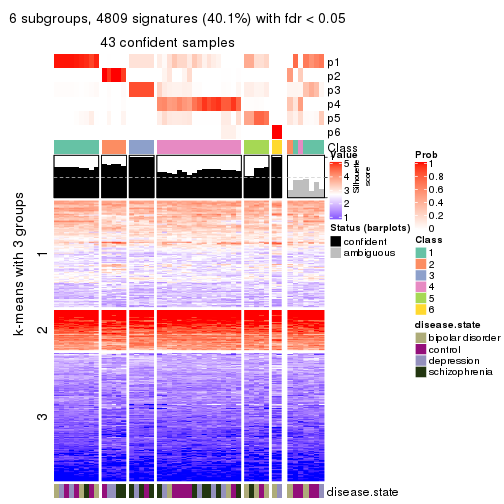 6 subgroups, 4809 signatures (40.1%) with fdr < 0.05
43 confident samples
p1
p2
p3
p4
p5
p6
Class
k-means with 3 groups
1
2
3
disease.state
Value
5
4
3
2
1
Silhouette
score
Status (barplots)
confident
ambiguous
Prob
1
0.8
0.6
0.4
0.2
0
Class
1
2
3
4
5
6
disease.state
bipolar disorder
control
depression
schizophrenia